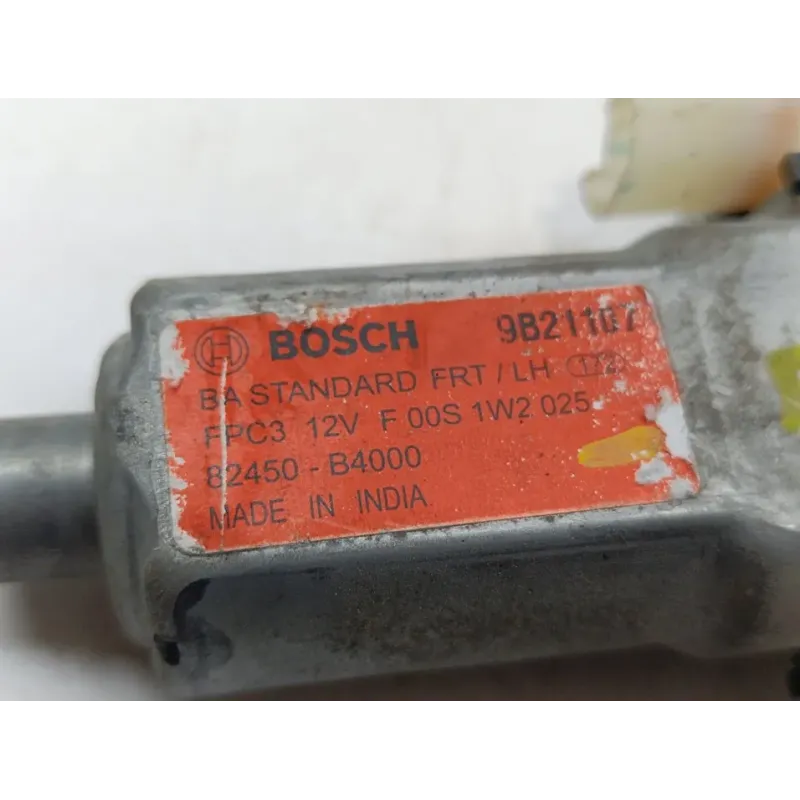 BOSCH 9B21107
BA STANDARD FRT / LH
FPC3 12V F 00S 1W2 025
82450 - B4000
MADE IN INDIA